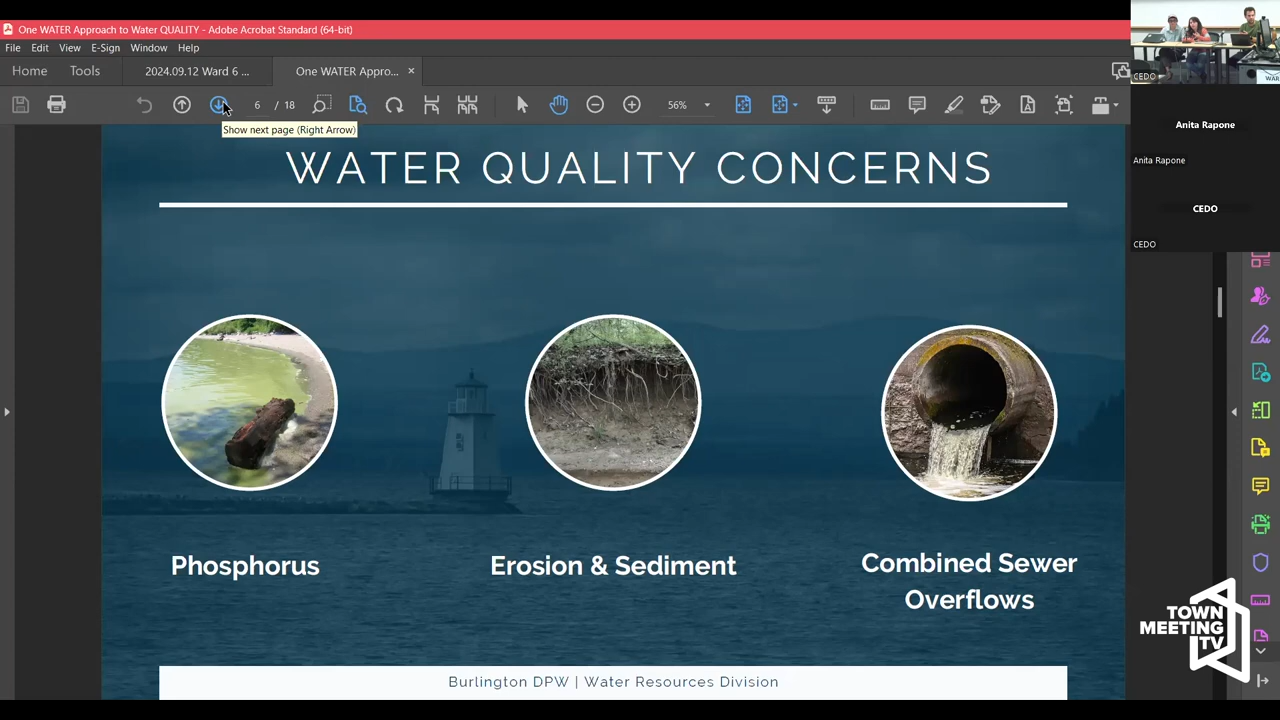 One WATER Approach to Water QUALITY - Adobe Acrobat Standard (64-bit)
File Edit View E-Sign Window Help
Home Tools 2024.09.12 Ward 6 ... One WATER Appro... ×
6 / 18 56%
Show next page (Right Arrow)
WATER QUALITY CONCERNS
Phosphorus
Erosion & Sediment
Combined Sewer
Overflows
Burlington DPW | Water Resources Division
CEDO
WAR
Anita Rapone
Anita Rapone
CEDO
CEDO
TOWN
MEETING
TV